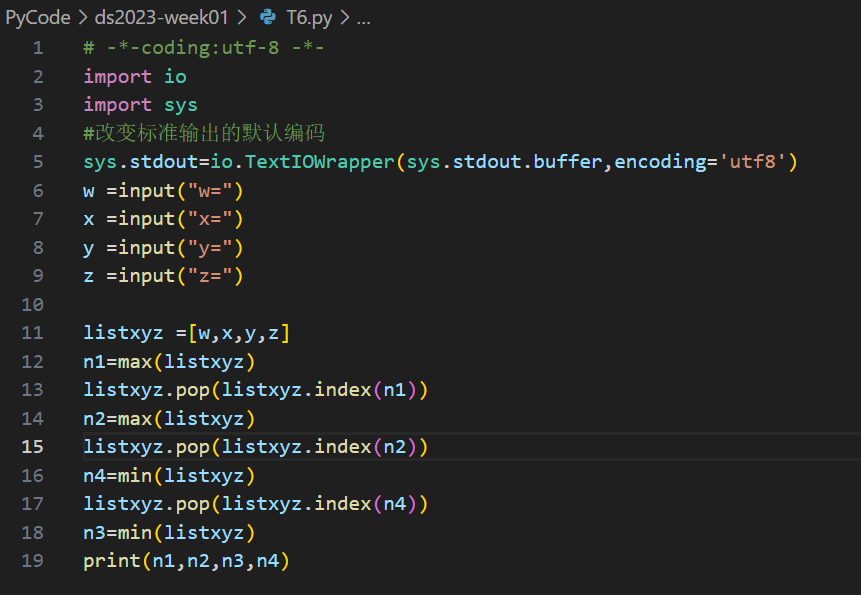 PyCode > ds2023-week01 > T6.py > ...
1 # -*-coding:utf-8 -*-
2 import io
3 import sys
4 #改变标准输出的默认编码
5 sys.stdout=io.TextIOWrapper(sys.stdout.buffer,encoding='utf8')
6 w =input("w=")
7 x =input("x=")
8 y =input("y=")
9 z =input("z=")
10
11 listxyz =[w,x,y,z]
12 n1=max(listxyz)
13 listxyz.pop(listxyz.index(n1))
14 n2=max(listxyz)
15 listxyz.pop(listxyz.index(n2))
16 n4=min(listxyz)
17 listxyz.pop(listxyz.index(n4))
18 n3=min(listxyz)
19 print(n1,n2,n3,n4)